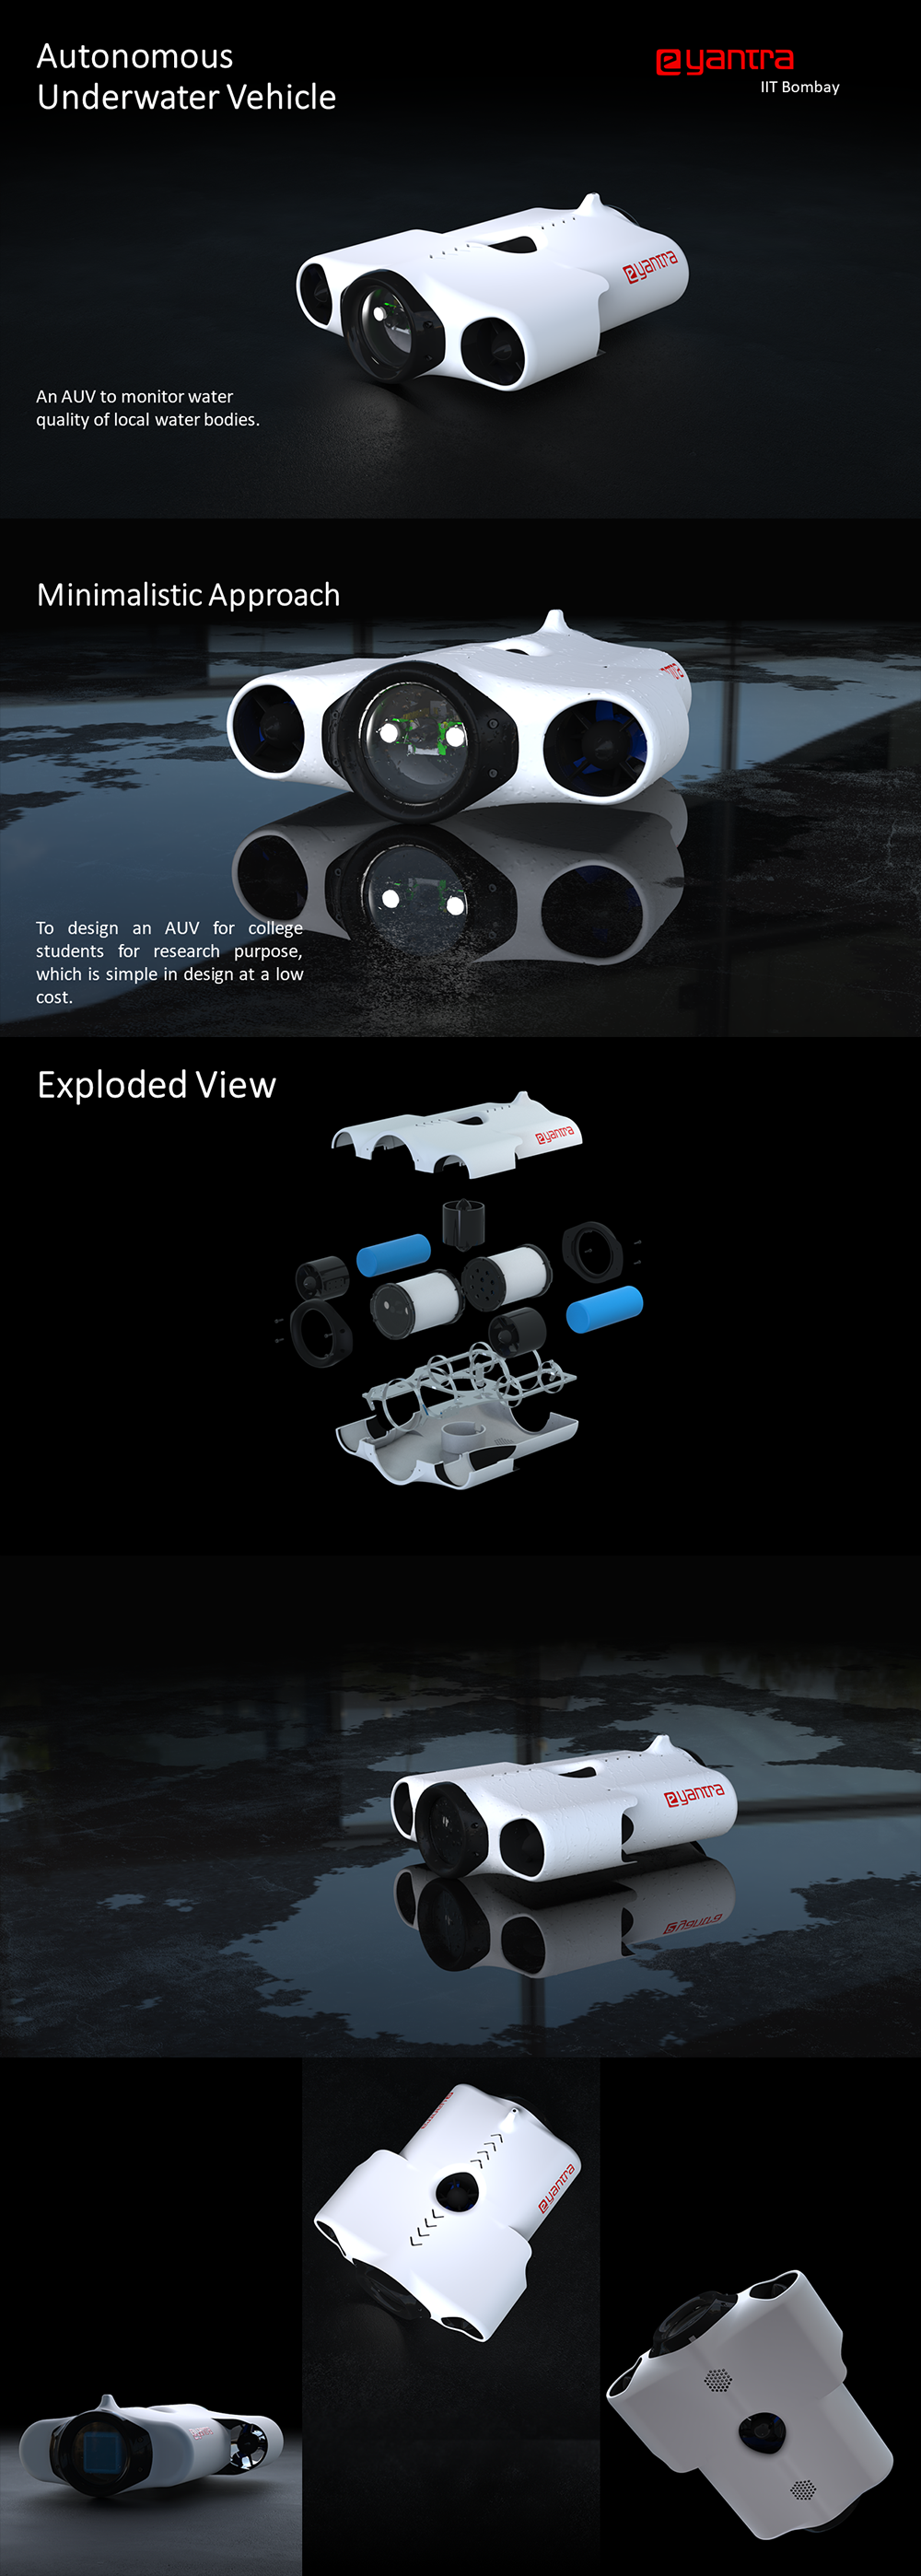 Autonomous
Underwater Vehicle
eyantra
IIT Bombay
eyantra
An AUV to monitor water
quality of local water bodies.
Minimalistic Approach
To design an AUV for college
students for research purpose,
which is simple in design at a low
cost.
Exploded View
eyantra
eyantra
eyantra